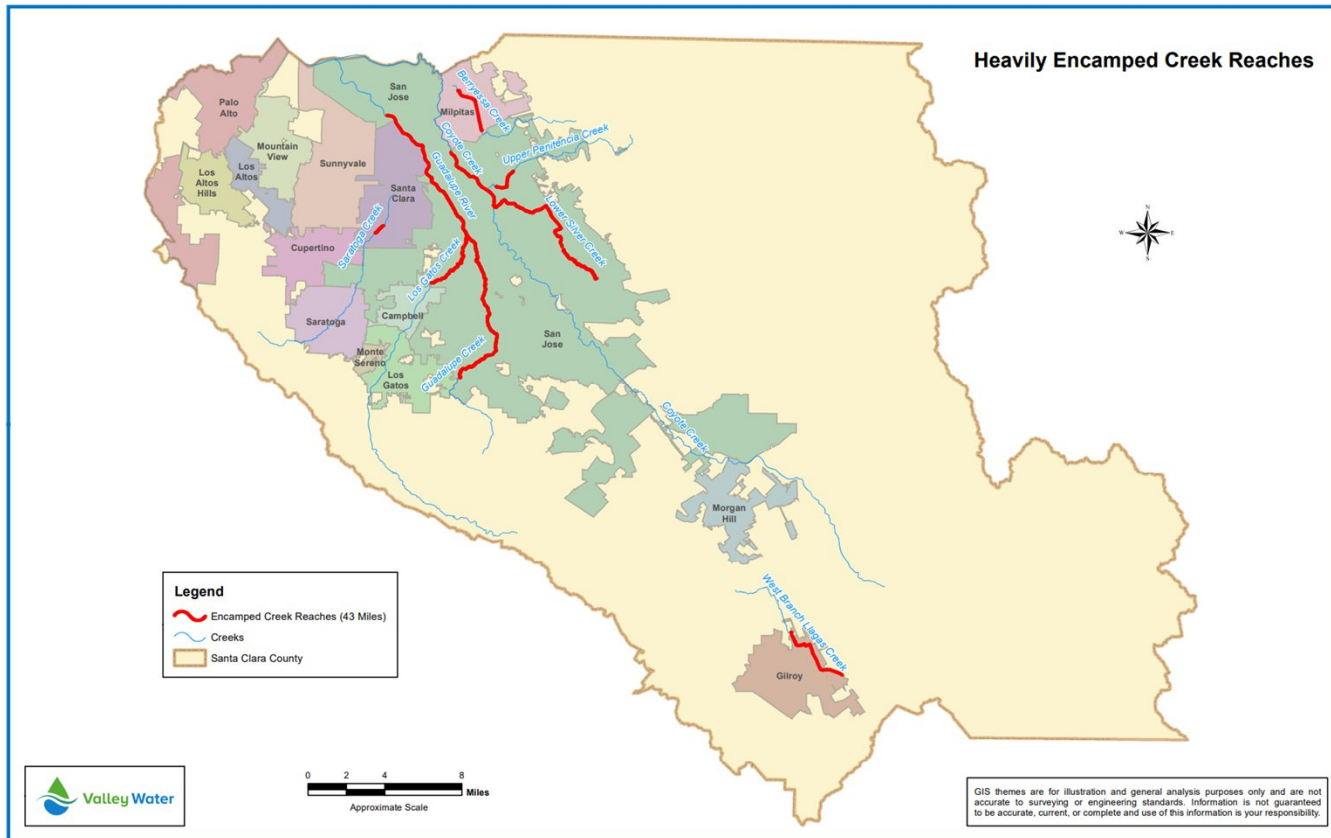 Heavily Encamped Creek Reaches
San
Jose
Berryessa Creek
Milpitas
Palo
Alto
Mountain
View
Coyote Creek
Upper Penitencia Creek
Los
Altos
Hills
Los
Altos
Sunnyvale
Santa
Clara
Guadalupe River
Lower Silver Creek
Saratoga Creek
Cupertino
Los Gatos Creek
Saratoga
Campbell
San
Jose
Monte
Sereno
Los
Gatos
Guadalupe Creek
Coyote Creek
Morgan
Hill
West Branch Llagas Creek
Gilroy
N
W
E
S
Legend
Encamped Creek Reaches (43 Miles)
Creeks
Santa Clara County
Valley Water
0 2 4 8
Miles
Approximate Scale
GIS themes are for illustration and general analysis purposes only and are not
accurate to surveying or engineering standards. Information is not guaranteed
to be accurate, current, or complete and use of this information is your responsibility.